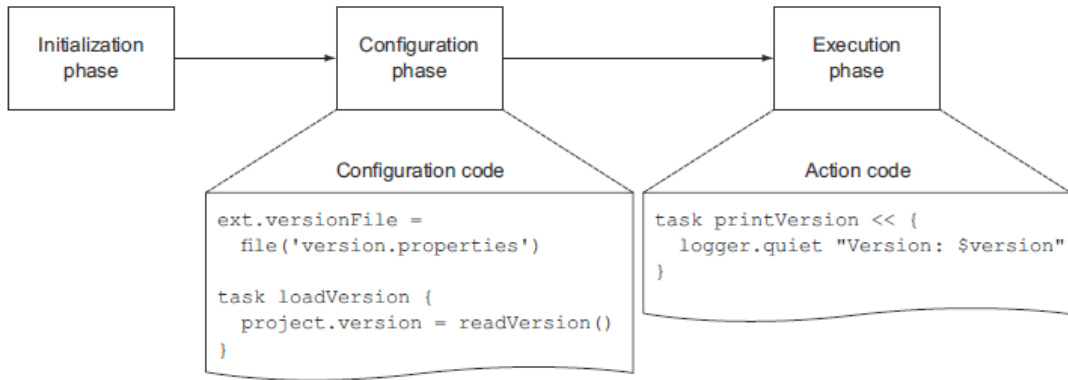 Initialization
phase
Configuration
phase
Execution
phase
Configuration code
ext.versionFile =
  file('version.properties')

task loadVersion {
  project.version = readVersion()
}
Action code
task printVersion << {
  logger.quiet "Version: $version"
}